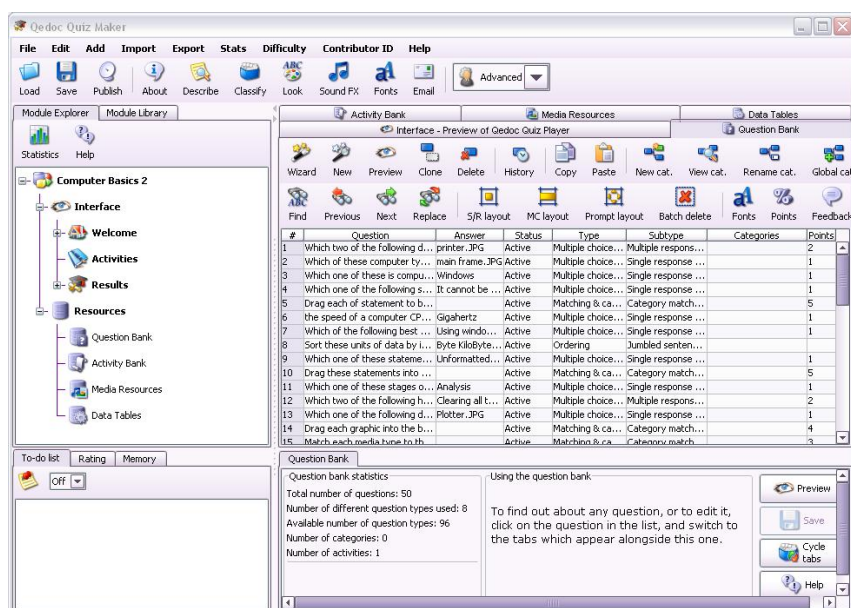 Qedoc Quiz Maker
File Edit Add Import Export Stats Difficulty Contributor ID Help
Load Save Publish About Describe Classify Look Sound FX Fonts Email Advanced
Module Explorer Module Library
Statistics Help
Computer Basics 2
Interface
Welcome
Activities
Results
Resources
Question Bank
Activity Bank
Media Resources
Data Tables
To-do list Rating Memory
Off
Activity Bank Media Resources Data Tables
Interface - Preview of Qedoc Quiz Player Question Bank
Wizard New Preview Clone Delete History Copy Paste New cat. View cat. Rename cat. Global cat
Find Previous Next Replace S/R layout MC layout Prompt layout Batch delete Fonts Points Feedback
# Question Answer Status Type Subtype Categories Points
1 Which two of the following d... printer.JPG Active Multiple choice... Multiple respons... 2
2 Which of these computer ty... main frame.JPG Active Multiple choice... Single response ... 1
3 Which one of these is compu... Windows Active Multiple choice... Single response ... 1
4 Which one of the following s... It cannot be ... Active Multiple choice... Single response ... 1
5 Drag each of statement to b... Active Matching & ca... Category match... 5
6 the speed of a computer CP... Gigahertz Active Multiple choice... Single response ... 1
7 Which of the following best ... Using windo... Active Multiple choice... Single response ... 1
8 Sort these units of data by i... Byte KiloByte... Active Ordering Jumbled senten...
9 Which one of these stateme... Unformatted... Active Multiple choice... Single response ... 1
10 Drag these statements into ... Active Matching & ca... Category match... 5
11 Which one of these stages o... Analysis Active Multiple choice... Single response ... 1
12 Which two of the following h... Clearing all t... Active Multiple choice... Multiple respons... 2
13 Which one of the following d... Plotter.JPG Active Multiple choice... Single response ... 1
14 Drag each graphic into the b... Active Matching & ca... Category match... 4
15 Match each media type to th... Active Matching & ca... Category match... 3
Question Bank
Question bank statistics
Total number of questions: 50
Number of different question types used: 8
Available number of question types: 96
Number of categories: 0
Number of activities: 1
Using the question bank
To find out about any question, or to edit it,
click on the question in the list, and switch to
the tabs which appear alongside this one.
Preview
Save
Cycle
tabs
Help